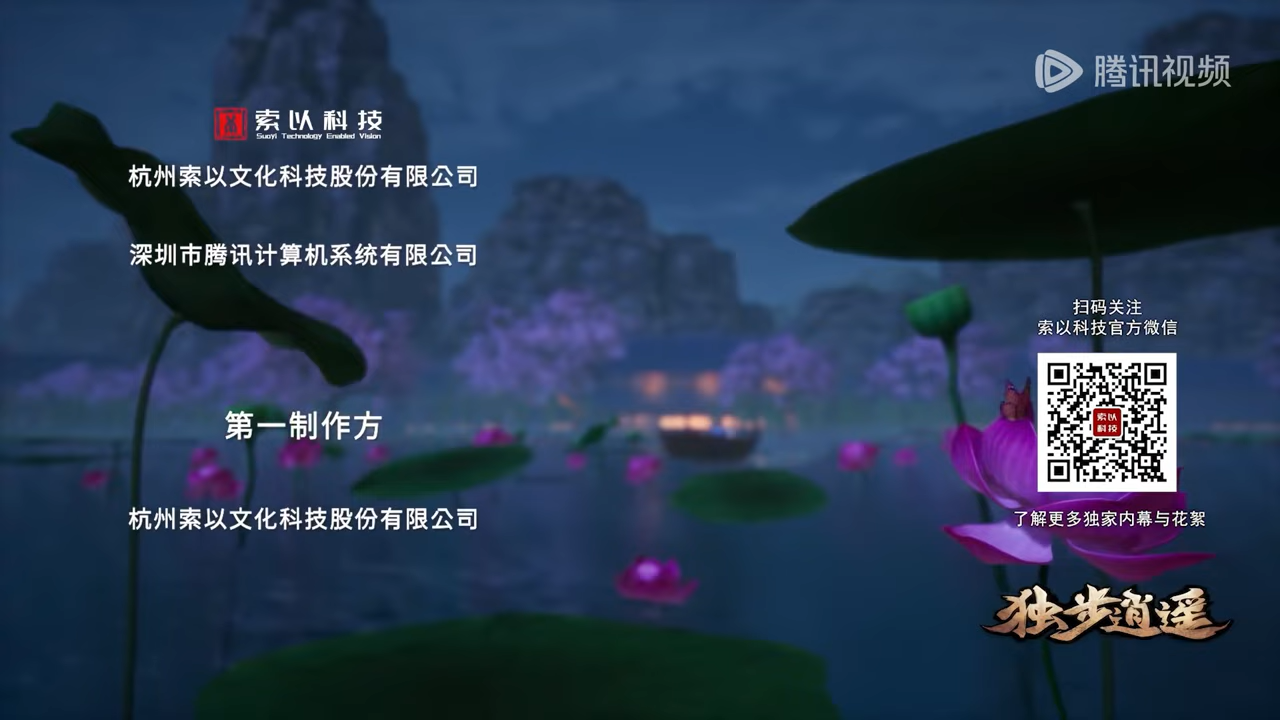 腾讯视频
索以科技
Suoyi Technology Enabled Vision
杭州索以文化科技股份有限公司
深圳市腾讯计算机系统有限公司
第一制作方
杭州索以文化科技股份有限公司
扫码关注
索以科技官方微信
索以
科技
了解更多独家内幕与花絮
独步逍遥